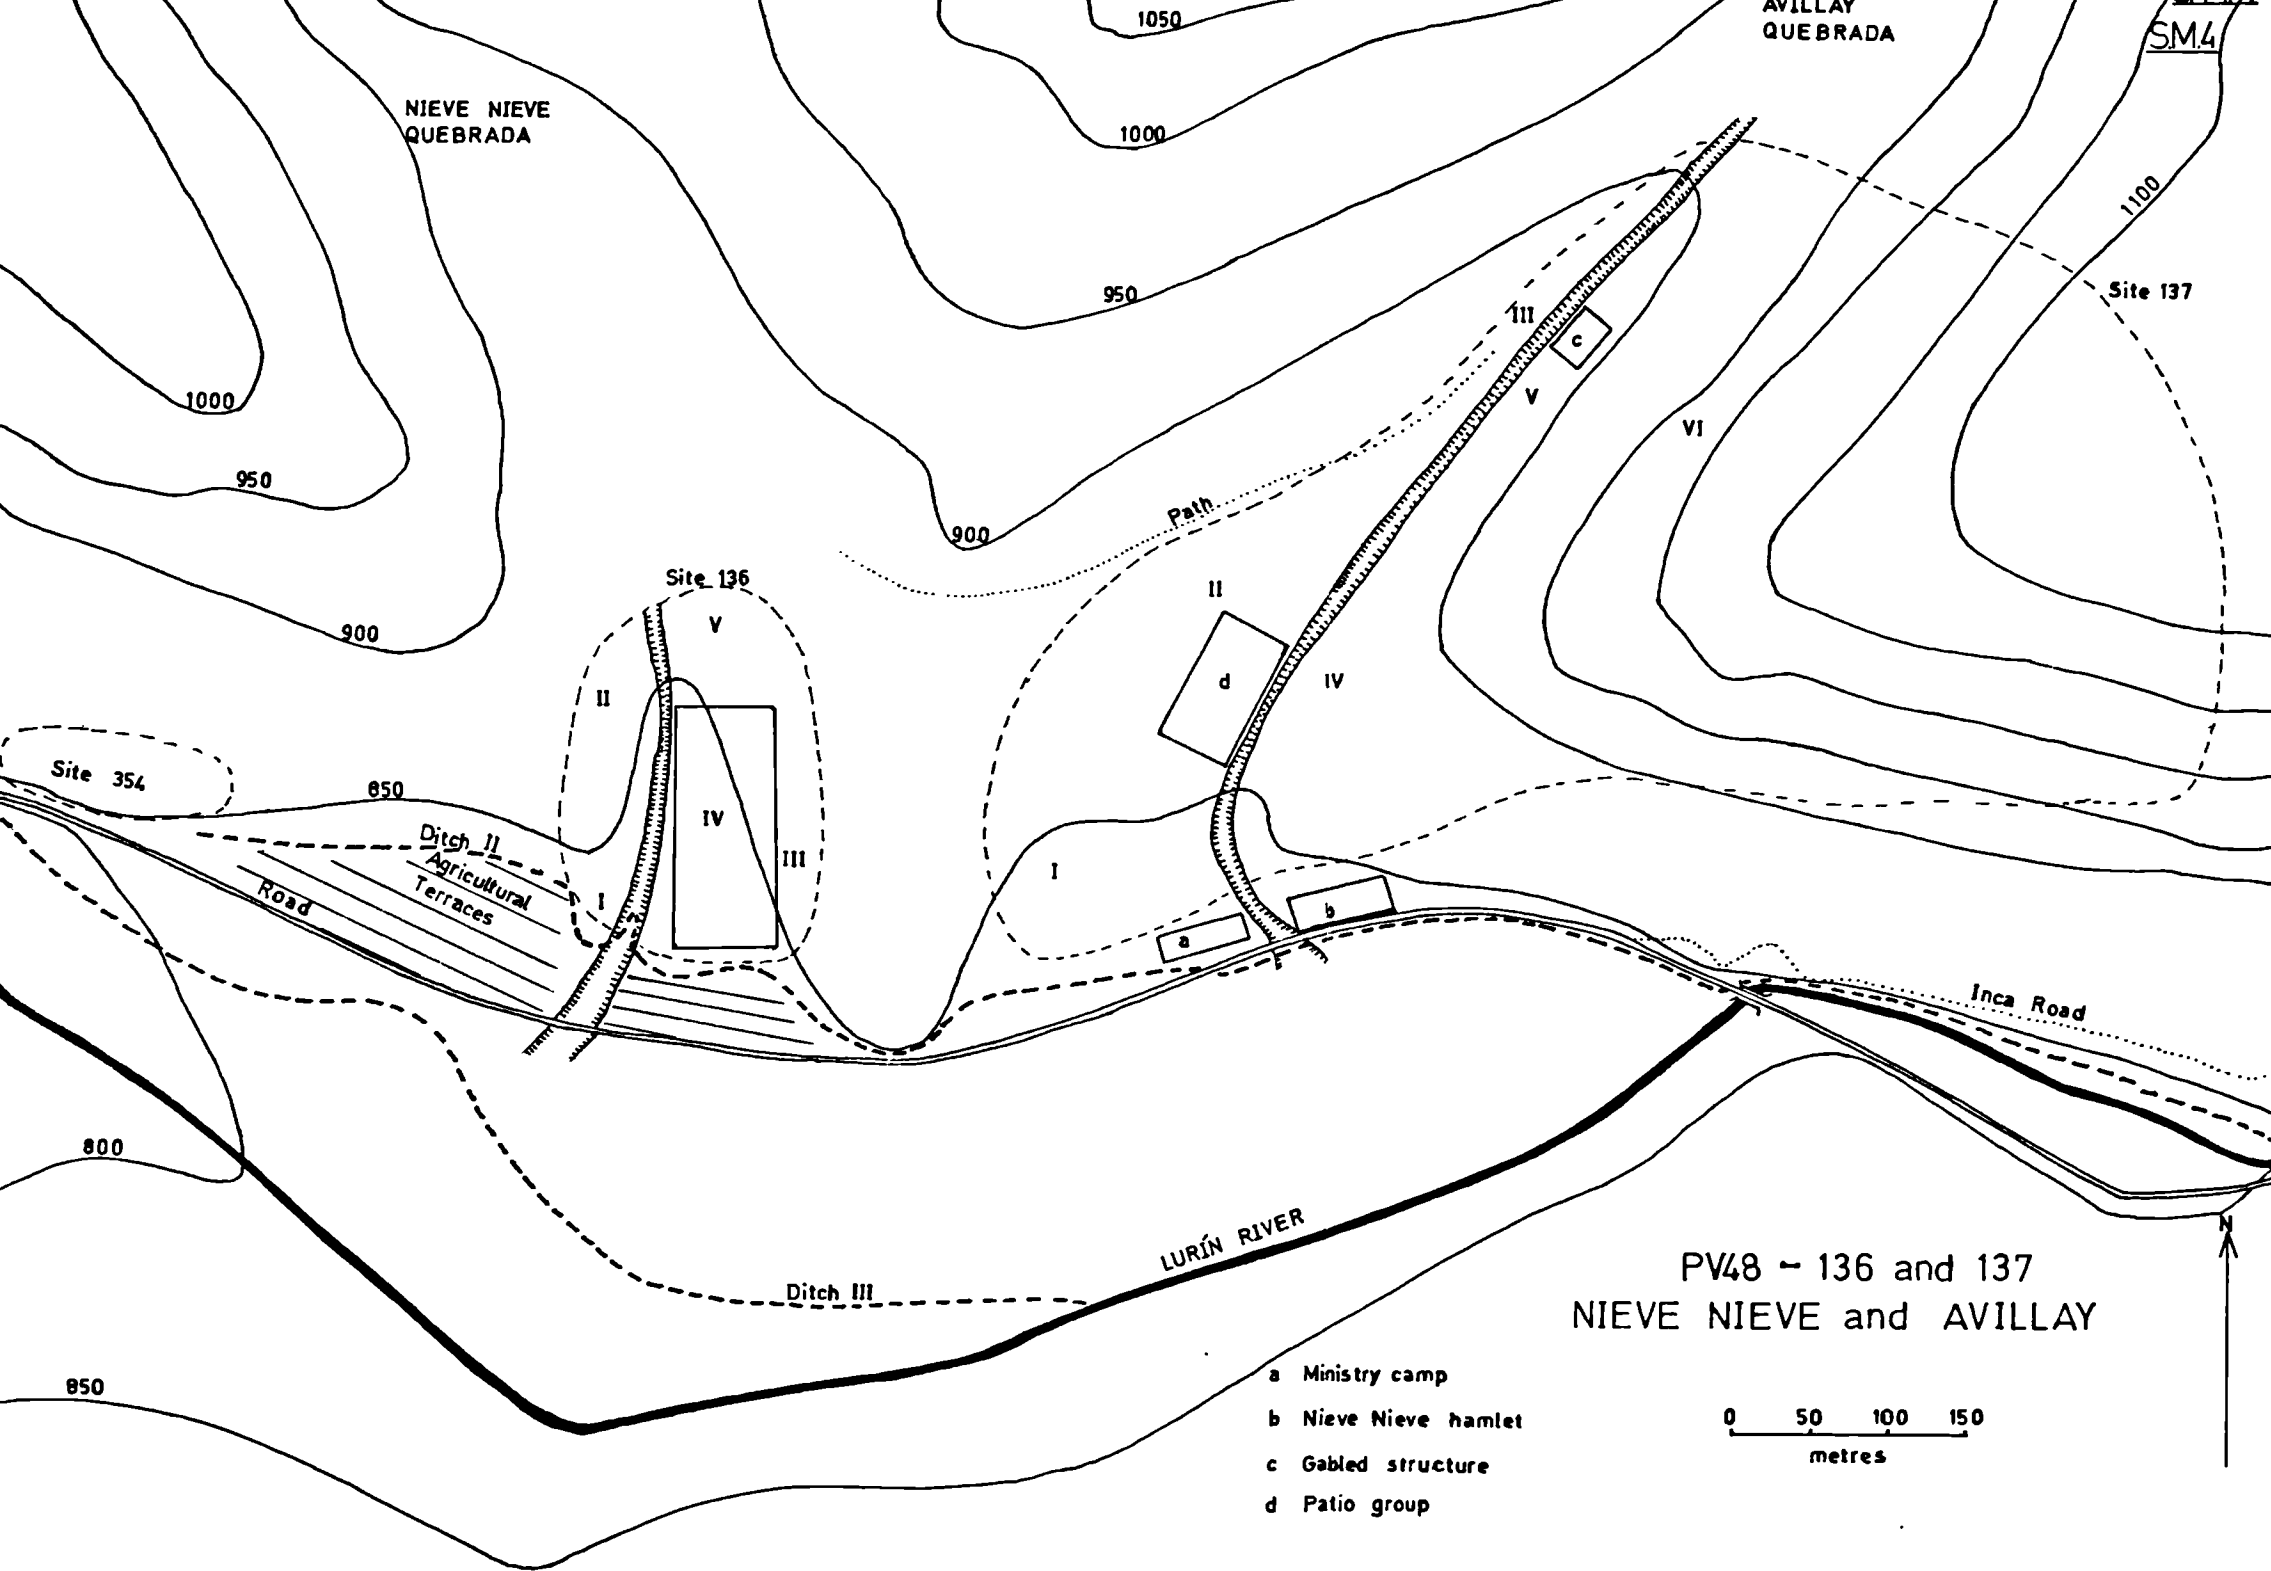 1050
AVILLAY
QUEBRADA
S.M.4
NIEVE NIEVE
QUEBRADA
1000
1100
950
Site 137
III
c
1000
V
VI
950
Path
900
Site 136
II
V
900
II
d
IV
Site 354
850
IV
Ditch II
III
Agricultural
Terraces
I
I
Road
b
a
Inca Road
800
LURÍN RIVER
Ditch III
N
PV48 - 136 and 137
NIEVE NIEVE and AVILLAY
850
a Ministry camp
b Nieve Nieve hamlet
c Gabled structure
d Patio group
0 50 100 150
metres